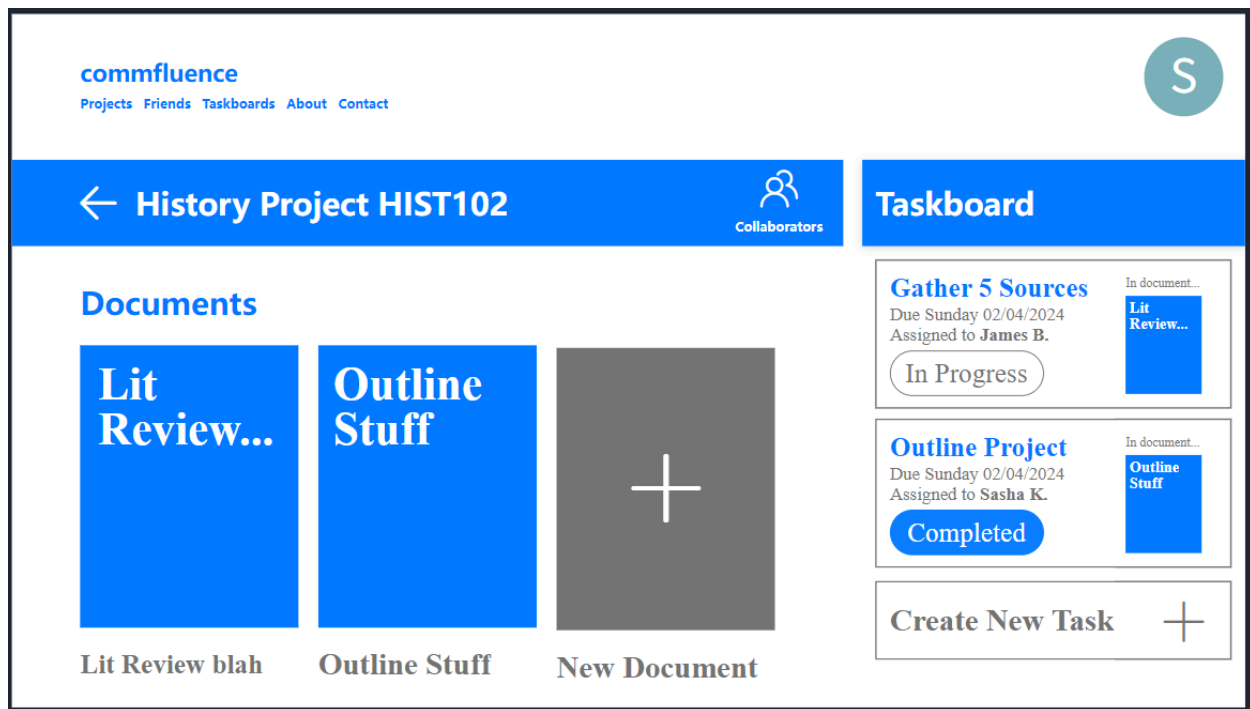 commfluence
S
Projects Friends Taskboards About Contact
History Project HIST102
Collaborators
Taskboard
Documents
Lit
Review...
Outline
Stuff
Lit Review blah
Outline Stuff
New Document
Gather 5 Sources
Due Sunday 02/04/2024
Assigned to James B.
In Progress
In document...
Lit
Review...
Outline Project
Due Sunday 02/04/2024
Assigned to Sasha K.
Completed
In document...
Outline
Stuff
Create New Task